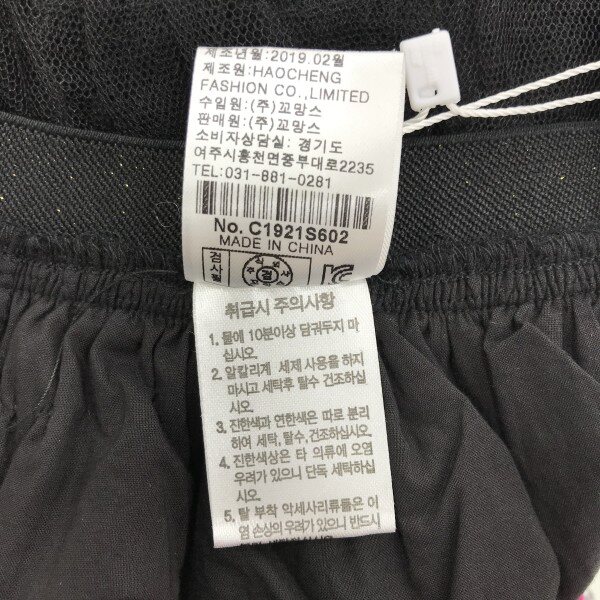 제조년월:2019.02월
제조원:HAOCHENG
FASHION CO.,LIMITED
수입원:(주)꼬망스
판매원:(주)꼬망스
소비자상담실:경기도
여주시흥천면중부대로2235
TEL:031-881-0281
No. C1921S602
MADE IN CHINA
검사필
취급시 주의사항
1. 물에 10분이상 담궈두지 마
십시오.
2. 알칼리계 세제 사용을 하지
마시고 세탁후 탈수 건조하십
시오.
3. 진한색과 연한색은 따로 분리
하여 세탁,탈수,건조하십시오.
4. 진한색상은 타 의류에 오염
우려가 있으니 단독 세탁하십
시오.
5. 탈 부착 악세사리류들은 어
염 손상의 우려가 있으니 반드시